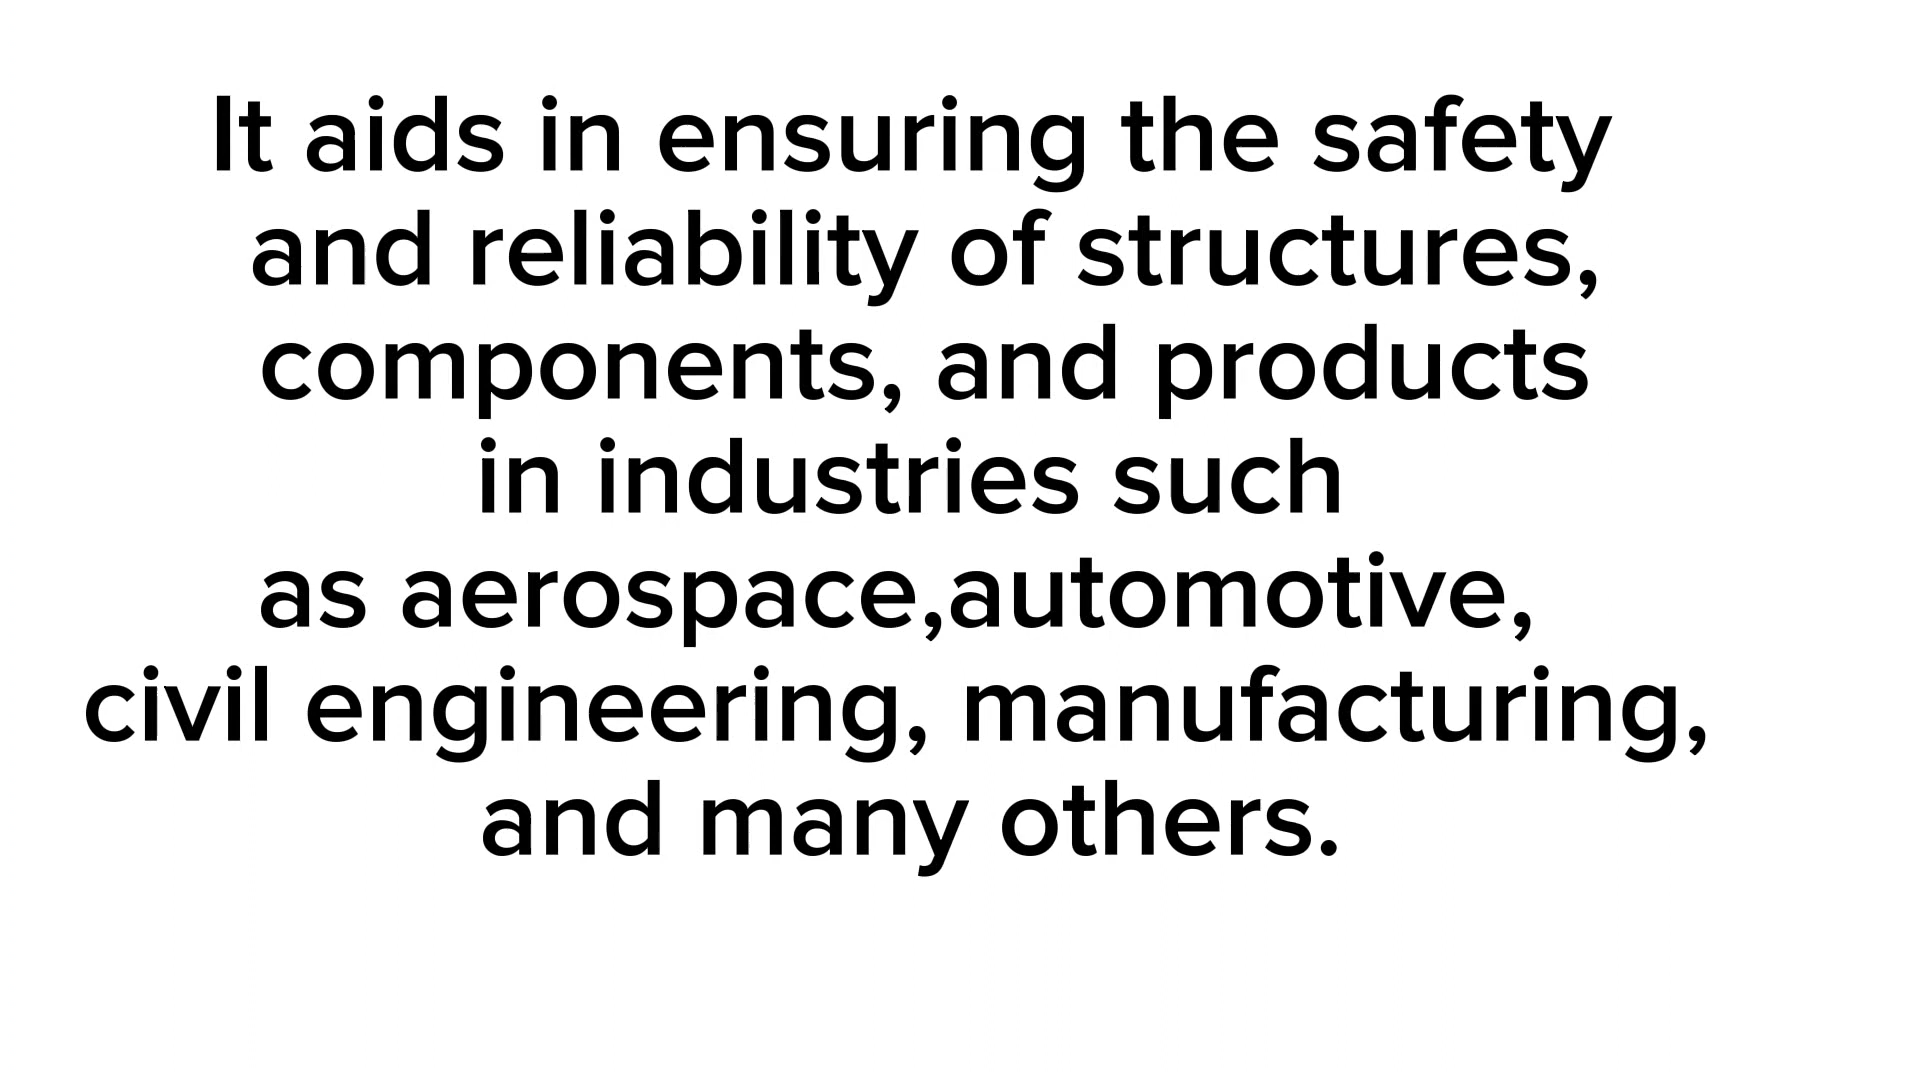 It aids in ensuring the safety
and reliability of structures,
components, and products
in industries such
as aerospace,automotive,
civil engineering, manufacturing,
and many others.